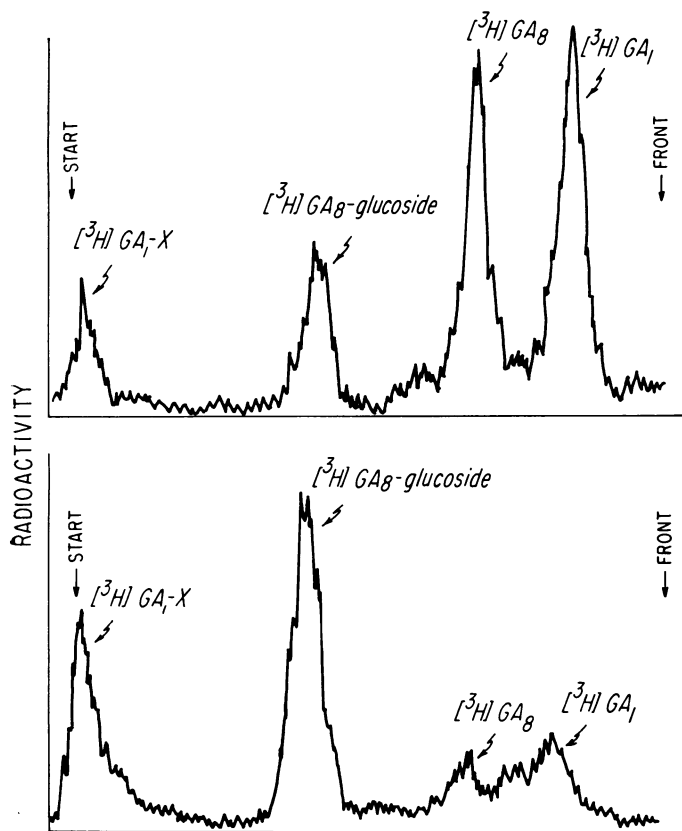 [³H] GA₈
[³H] GA₁
START
FRONT
[³H] GA₈-glucoside
[³H] GA₁-X
RADIOACTIVITY
[³H] GA₈-glucoside
START
FRONT
[³H] GA₁-X
[³H] GA₈
[³H] GA₁